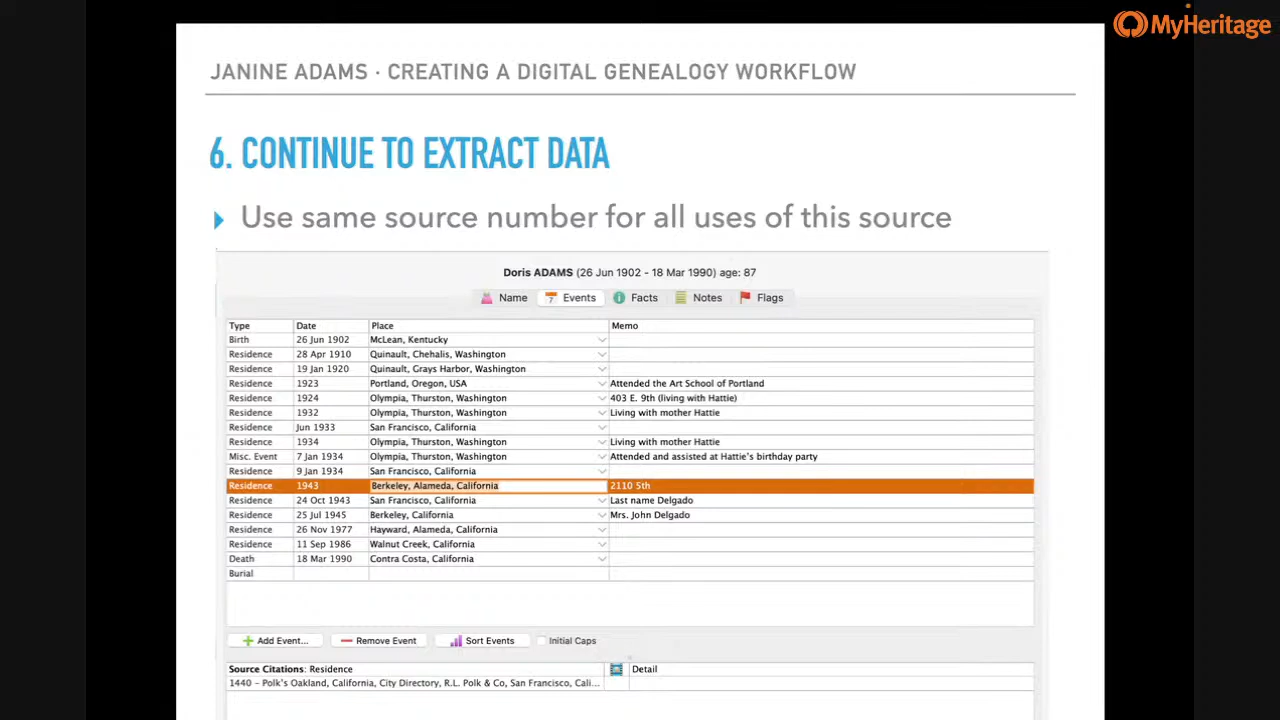 MyHeritage
JANINE ADAMS · CREATING A DIGITAL GENEALOGY WORKFLOW
6. CONTINUE TO EXTRACT DATA
Use same source number for all uses of this source
Doris ADAMS (26 Jun 1902 - 18 Mar 1990) age: 87
Name Events Facts Notes Flags
Type Date Place Memo
Birth 26 Jun 1902 McLean, Kentucky
Residence 28 Apr 1910 Quinault, Chehalis, Washington
Residence 19 Jan 1920 Quinault, Grays Harbor, Washington
Residence 1923 Portland, Oregon, USA Attended the Art School of Portland
Residence 1924 Olympia, Thurston, Washington 403 E. 9th (living with Hattie)
Residence 1932 Olympia, Thurston, Washington Living with mother Hattie
Residence Jun 1933 San Francisco, California
Residence 1934 Olympia, Thurston, Washington Living with mother Hattie
Misc. Event 7 Jan 1934 Olympia, Thurston, Washington Attended and assisted at Hattie's birthday party
Residence 9 Jan 1934 San Francisco, California
Residence 1943 Berkeley, Alameda, California 2110 5th
Residence 24 Oct 1943 San Francisco, California Last name Delgado
Residence 25 Jul 1945 Berkeley, California Mrs. John Delgado
Residence 26 Nov 1977 Hayward, Alameda, California
Residence 11 Sep 1986 Walnut Creek, California
Death 18 Mar 1990 Contra Costa, California
Burial
Add Event... Remove Event Sort Events Initial Caps
Source Citations: Residence Detail
1440 - Polk's Oakland, California, City Directory, R.L. Polk & Co, San Francisco, Cali...